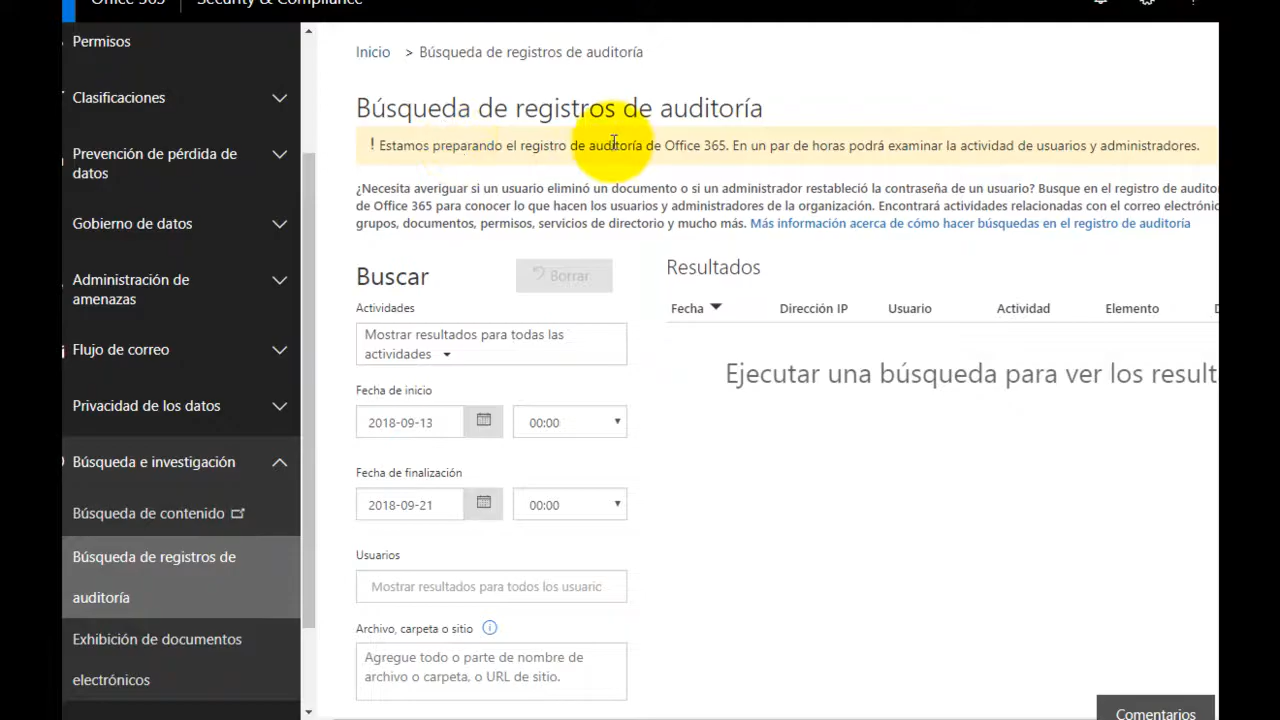 Office 365 Security & Compliance
Permisos
Clasificaciones
Prevención de pérdida de
datos
Gobierno de datos
Administración de
amenazas
Flujo de correo
Privacidad de los datos
Búsqueda e investigación
Búsqueda de contenido
Búsqueda de registros de
auditoría
Exhibición de documentos
electrónicos
Inicio > Búsqueda de registros de auditoría
Búsqueda de registros de auditoría
! Estamos preparando el registro de auditoría de Office 365. En un par de horas podrá examinar la actividad de usuarios y administradores.
¿Necesita averiguar si un usuario eliminó un documento o si un administrador restableció la contraseña de un usuario? Busque en el registro de auditor
de Office 365 para conocer lo que hacen los usuarios y administradores de la organización. Encontrará actividades relacionadas con el correo electrónic
grupos, documentos, permisos, servicios de directorio y mucho más. Más información acerca de cómo hacer búsquedas en el registro de auditoría
Buscar
Borrar
Actividades
Mostrar resultados para todas las
actividades
Fecha de inicio
2018-09-13 00:00
Fecha de finalización
2018-09-21 00:00
Usuarios
Mostrar resultados para todos los usuaric
Archivo, carpeta o sitio
Agregue todo o parte de nombre de
archivo o carpeta, o URL de sitio.
Resultados
Fecha Dirección IP Usuario Actividad Elemento D
Ejecutar una búsqueda para ver los result
Comentarios